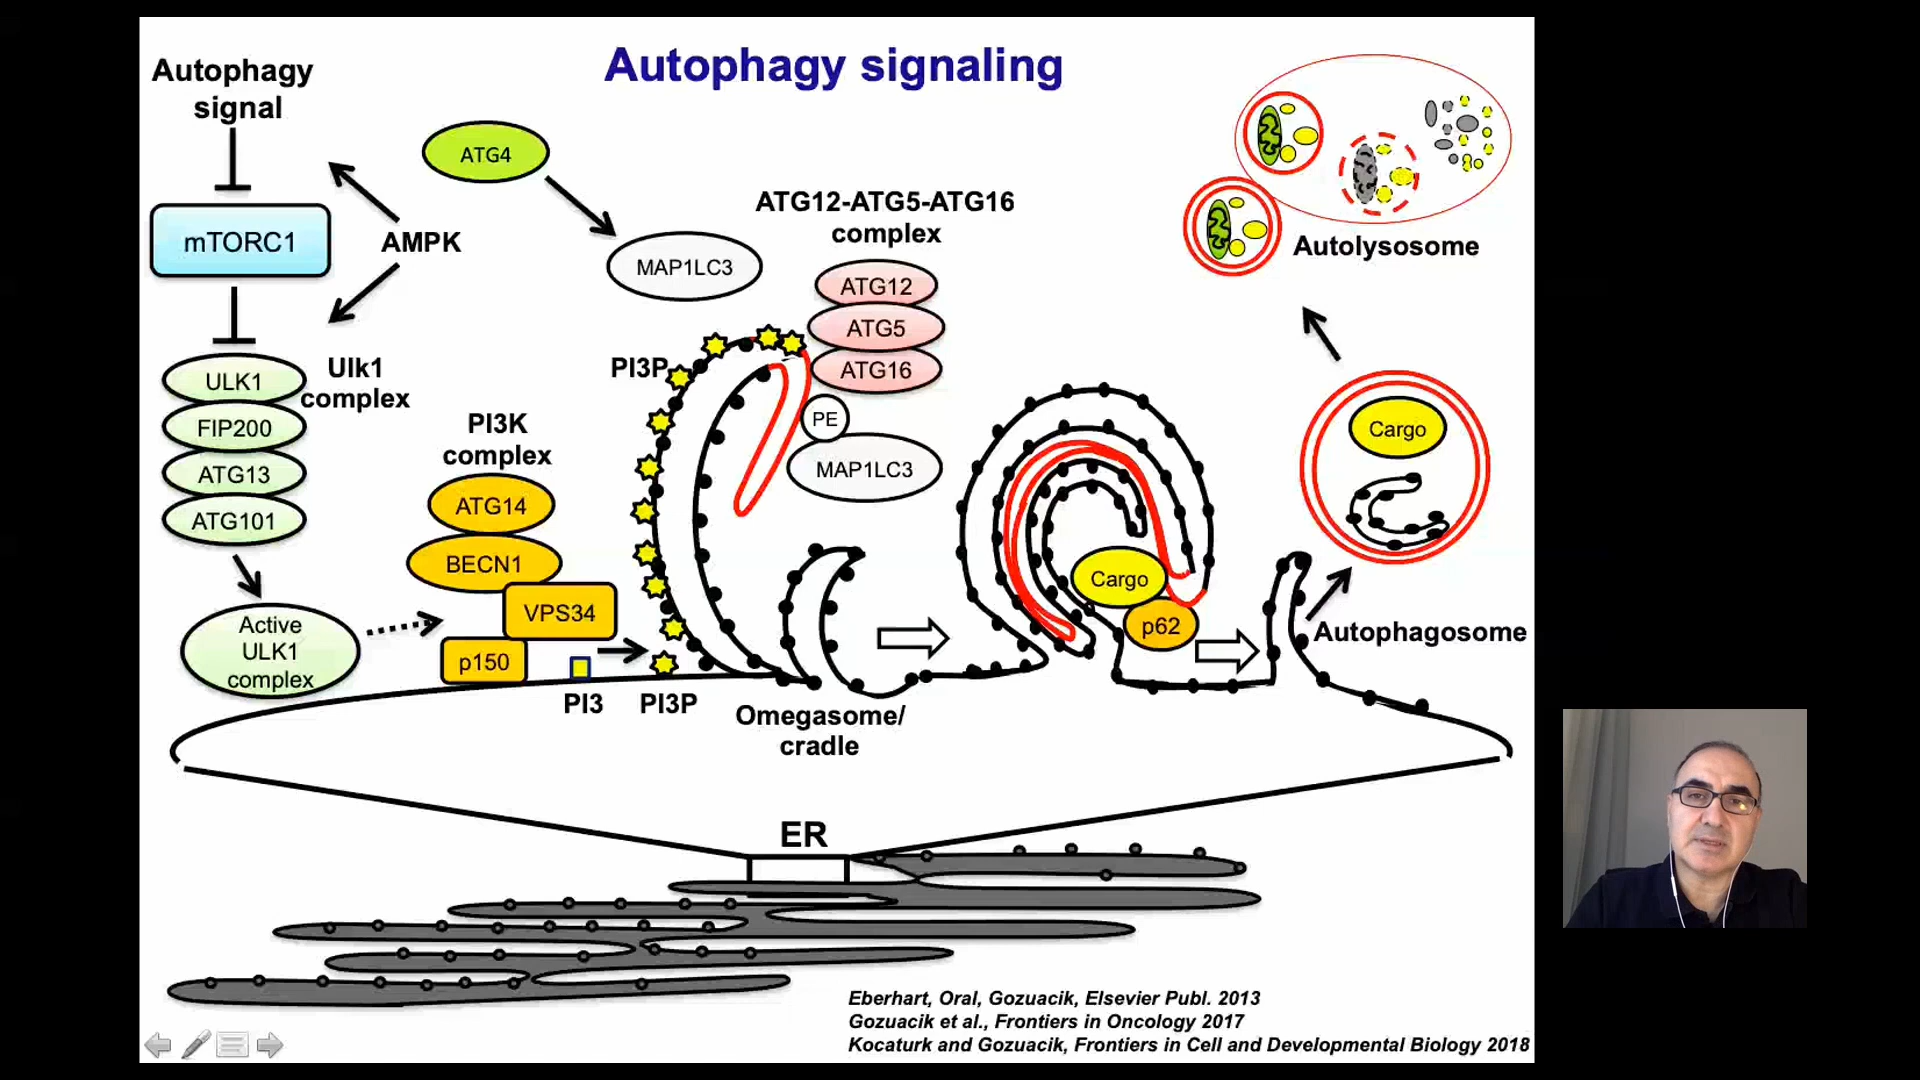 Autophagy signaling
Autophagy
signal
mTORC1
AMPK
ULK1
FIP200
ATG13
ATG101
Ulk1
complex
Active
ULK1
complex
ATG4
MAP1LC3
PI3K
complex
ATG14
BECN1
VPS34
p150
PI3
PI3P
PI3P
ATG12-ATG5-ATG16
complex
ATG12
ATG5
ATG16
PE
MAP1LC3
Omegasome/
cradle
Cargo
p62
Autophagosome
Cargo
Autolysosome
ER
Eberhart, Oral, Gozuacik, Elsevier Publ. 2013
Gozuacik et al., Frontiers in Oncology 2017
Kocaturk and Gozuacik, Frontiers in Cell and Developmental Biology 2018